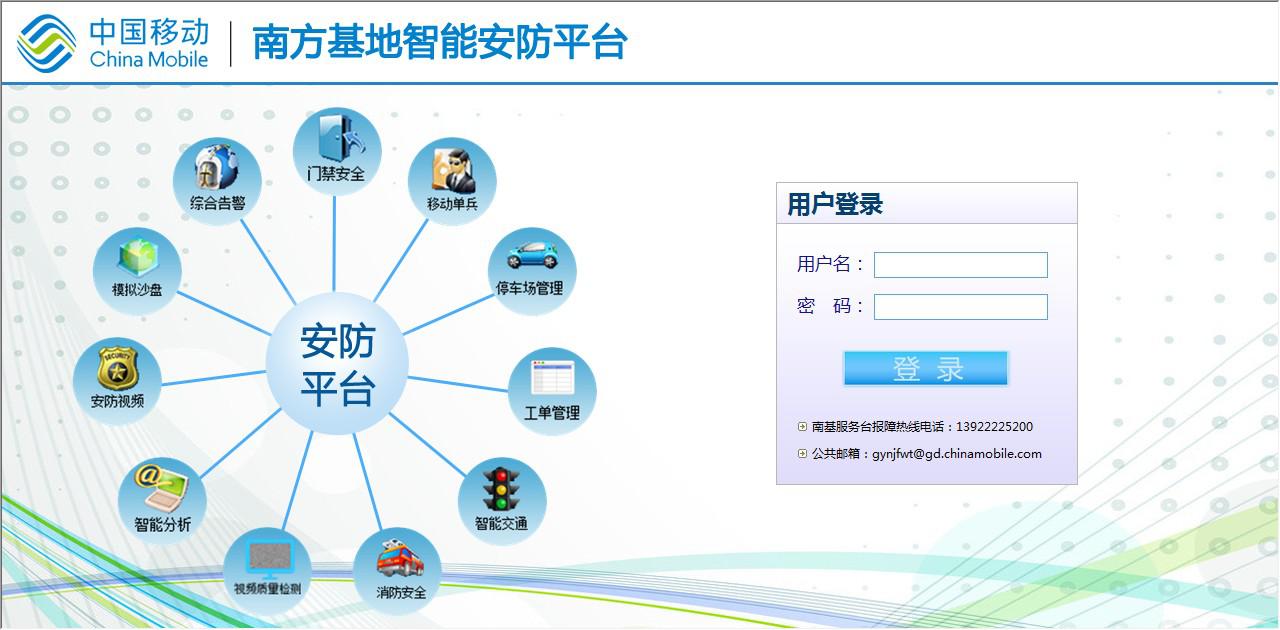 中国移动
China Mobile
南方基地智能安防平台
门禁安全
综合告警
移动单兵
模拟沙盘
停车场管理
安防
平台
SECURITY
安防视频
工单管理
智能分析
智能交通
视频质量检测
消防安全
用户登录
用户名：
密 码：
登 录
南基服务台报障热线电话：13922225200
公共邮箱：gynjfwt@gd.chinamobile.com